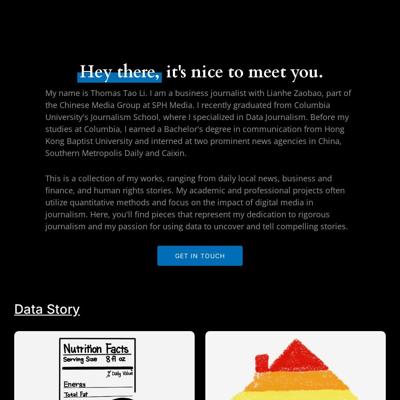 Hey there, it's nice to meet you.
My name is Thomas Tao Li. I am a business journalist with Lianhe Zaobao, part of
the Chinese Media Group at SPH Media. I recently graduated from Columbia
University's Journalism School, where I specialized in Data Journalism. Before my
studies at Columbia, I earned a Bachelor's degree in communication from Hong
Kong Baptist University and interned at two prominent news agencies in China,
Southern Metropolis Daily and Caixin.
This is a collection of my works, ranging from daily local news, business and
finance, and human rights stories. My academic and professional projects often
utilize quantitative methods and focus on the impact of digital media in
journalism. Here, you'll find pieces that represent my dedication to rigorous
journalism and my passion for using data to uncover and tell compelling stories.
GET IN TOUCH
Data Story
Nutrition Facts
Serving Size 8 fl oz
% Daily Value
Energy
Total Fat